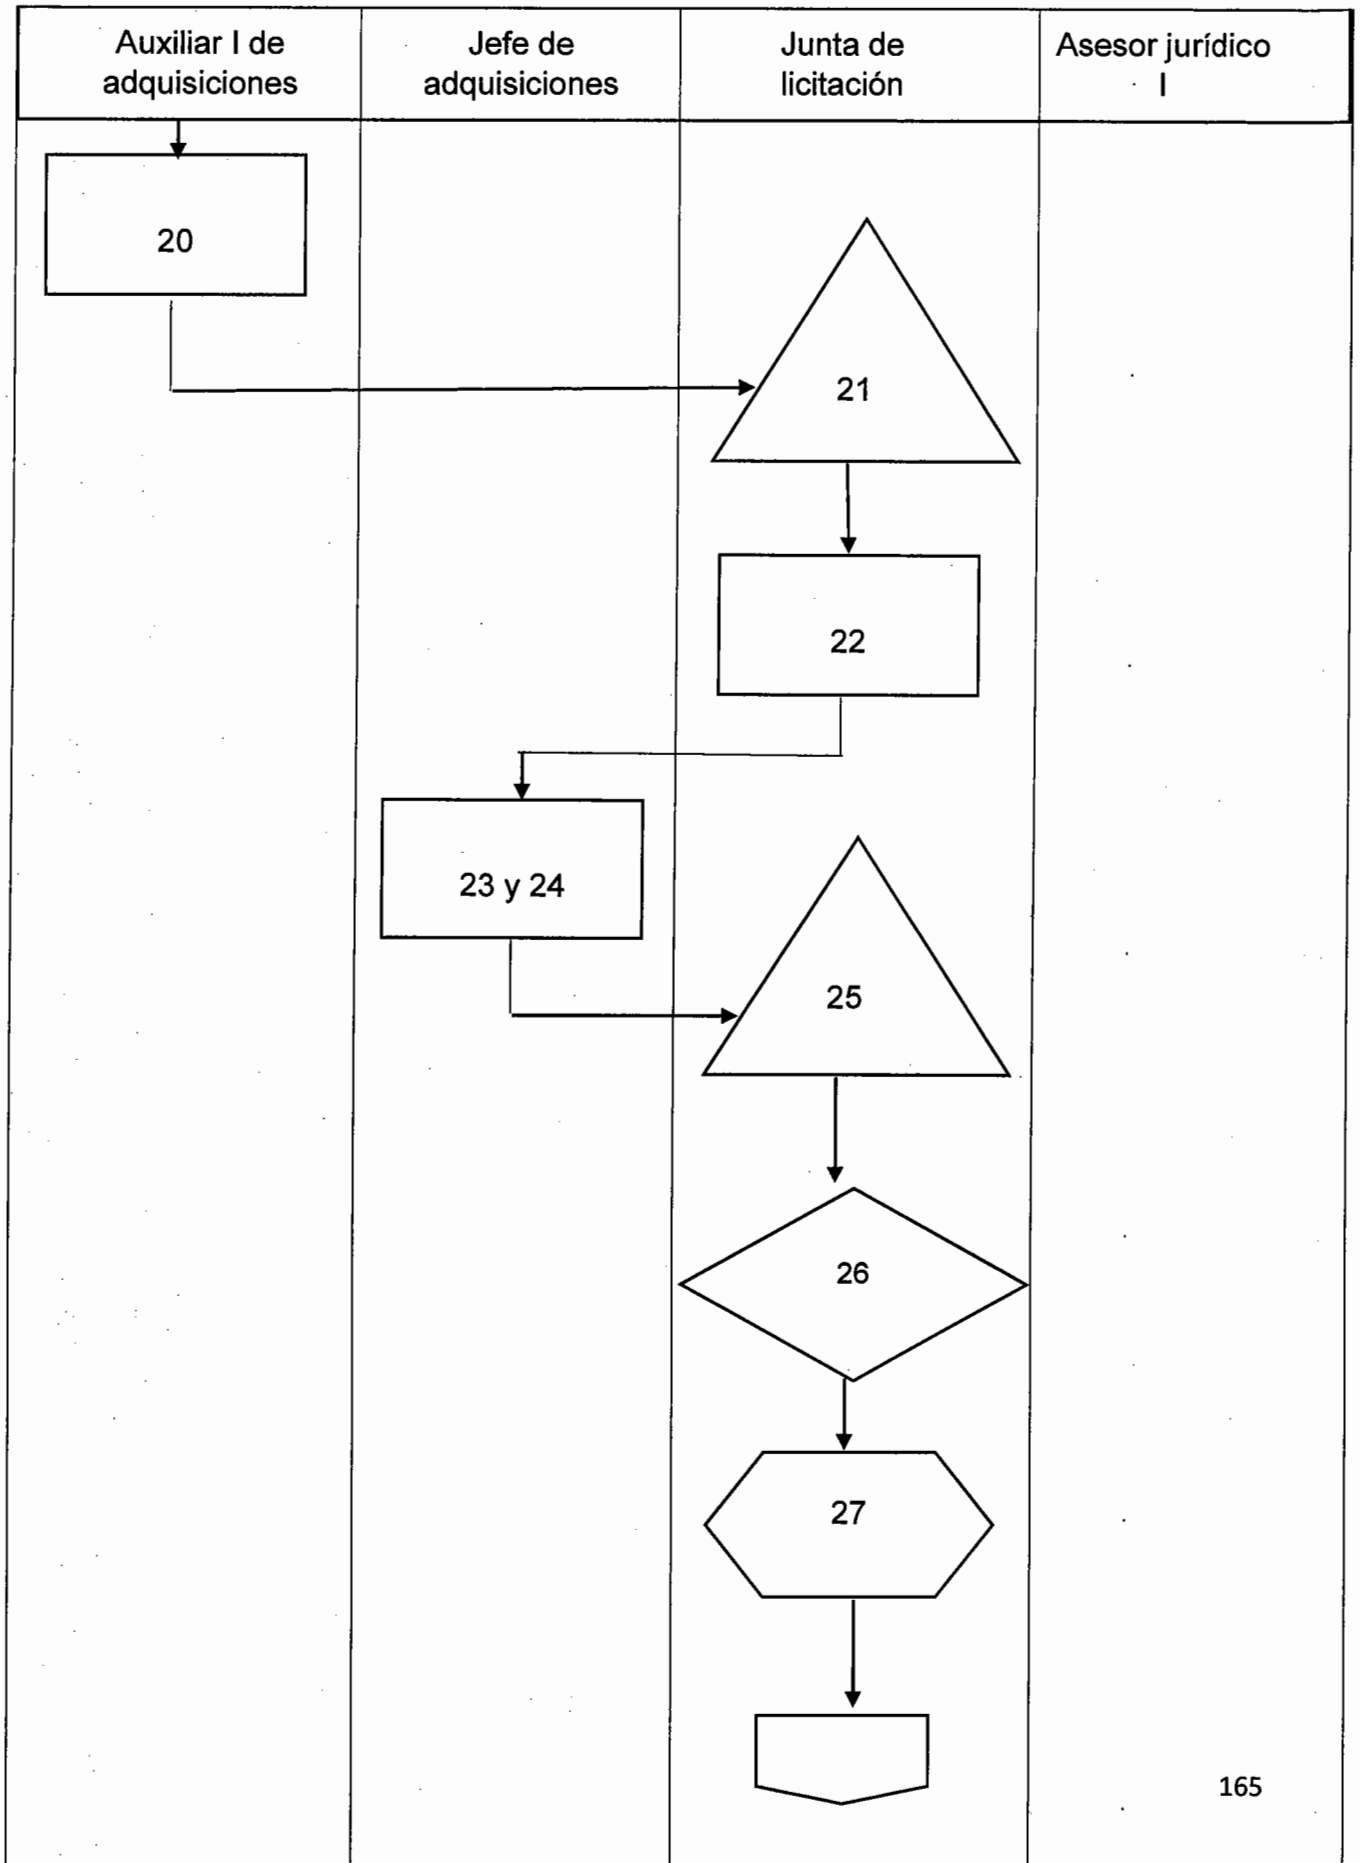 Auxiliar I de
adquisiciones
Jefe de
adquisiciones
Junta de
licitación
Asesor jurídico
I
20
21
22
23 y 24
25
26
27
165